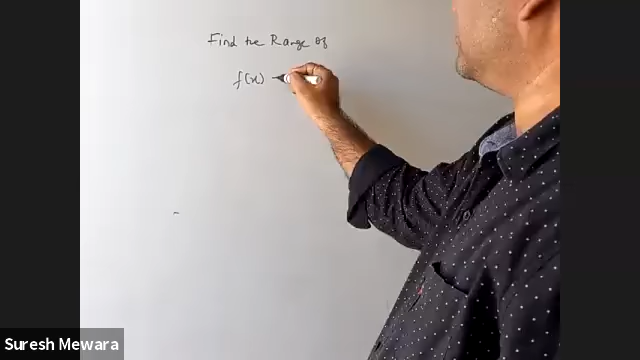 Find the Range of
f(x)
Suresh Mewara